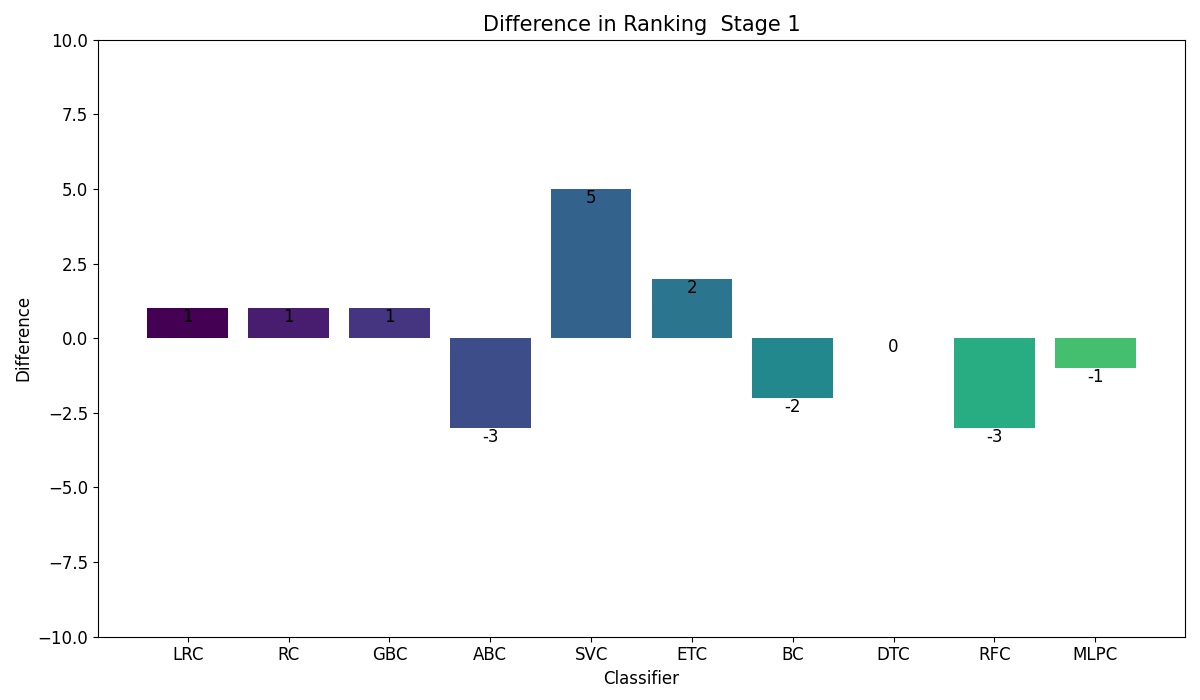 Difference in Ranking  Stage 1
10.0
7.5
5.0
2.5
0.0
−2.5
−5.0
−7.5
−10.0
Difference
1
1
1
-3
5
2
-2
0
-3
-1
LRC
RC
GBC
ABC
SVC
ETC
BC
DTC
RFC
MLPC
Classifier